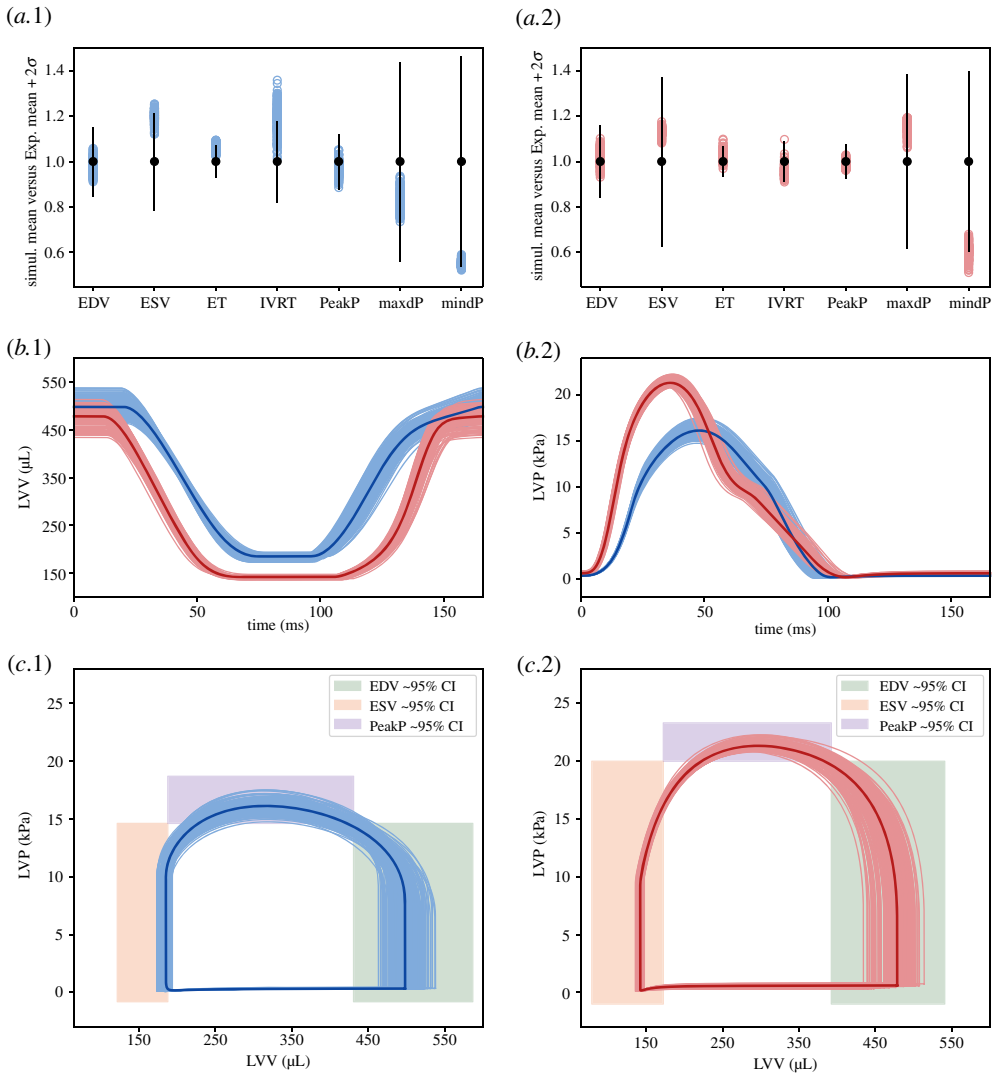 (a.1)
simul. mean versus Exp. mean + 2σ
1.4
1.2
1.0
0.8
0.6
EDV ESV ET IVRT PeakP maxdP mindP
(a.2)
simul. mean versus Exp. mean + 2σ
1.4
1.2
1.0
0.8
0.6
EDV ESV ET IVRT PeakP maxdP mindP
(b.1)
LVV (μL)
550
450
350
250
150
0 50 100 150
time (ms)
(b.2)
LVP (kPa)
20
15
10
5
0
0 50 100 150
time (ms)
(c.1)
LVP (kPa)
25
20
15
10
5
0
EDV ~95% CI
ESV ~95% CI
PeakP ~95% CI
150 250 350 450 550
LVV (μL)
(c.2)
LVP (kPa)
25
20
15
10
5
0
EDV ~95% CI
ESV ~95% CI
PeakP ~95% CI
150 250 350 450 550
LVV (μL)